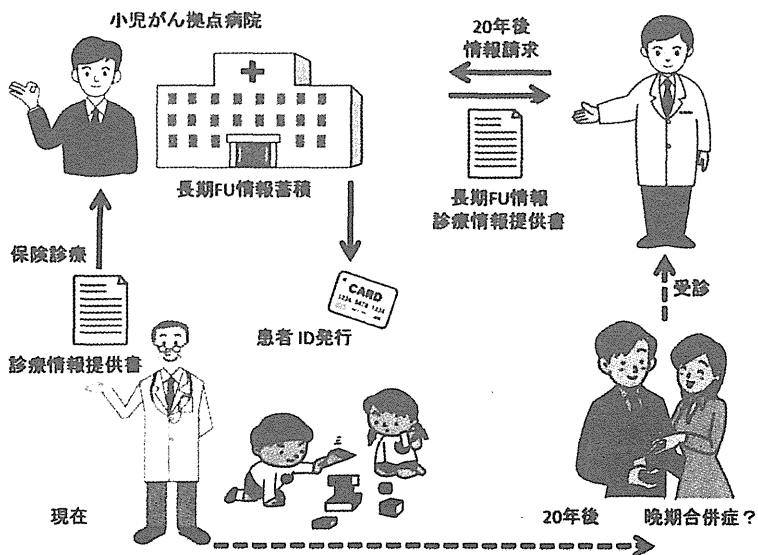 小児がん拠点病院
20年後
情報請求
長期FU情報蓄積
長期FU情報
診療情報提供書
保険診療
CARD
1234 5678 1234
受診
患者 ID発行
診療情報提供書
現在
20年後
晩期合併症?